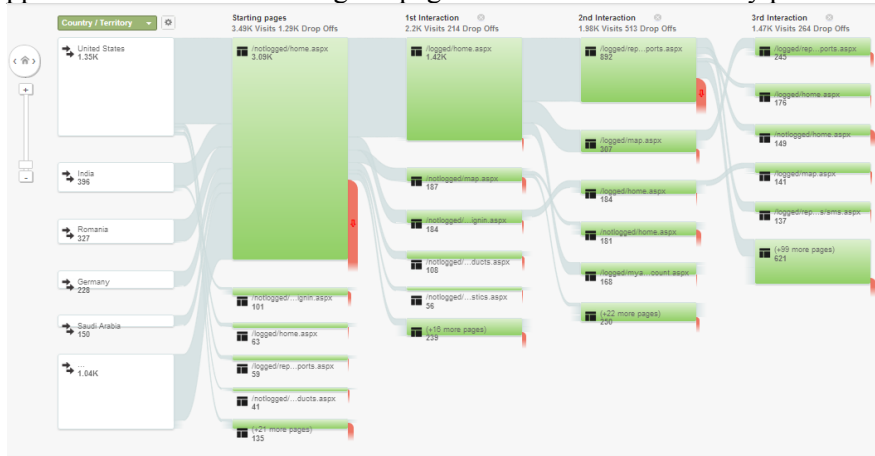 Country / Territory
Starting pages
3.49K Visits 1.29K Drop Offs
1st Interaction
2.2K Visits 214 Drop Offs
2nd Interaction
1.98K Visits 513 Drop Offs
3rd Interaction
1.47K Visits 264 Drop Offs
United States
1.35K
India
396
Romania
327
Germany
228
Saudi Arabia
150
...
1.04K
/notlogged/home.aspx
3.09K
/notlogged/...ignin.aspx
101
/logged/home.aspx
63
/logged/rep...ports.aspx
59
/notlogged/...ducts.aspx
41
(+21 more pages)
135
/logged/home.aspx
1.42K
/notlogged/map.aspx
187
/notlogged/...ignin.aspx
184
/notlogged/...ducts.aspx
108
/notlogged/...stics.aspx
56
(+16 more pages)
239
/logged/rep...ports.aspx
892
/logged/map.aspx
307
/logged/home.aspx
184
/notlogged/home.aspx
181
/logged/mya...count.aspx
168
(+22 more pages)
250
/logged/rep...ports.aspx
245
/logged/home.aspx
176
/notlogged/home.aspx
149
/logged/map.aspx
141
/logged/rep...s/sms.aspx
137
(+99 more pages)
621